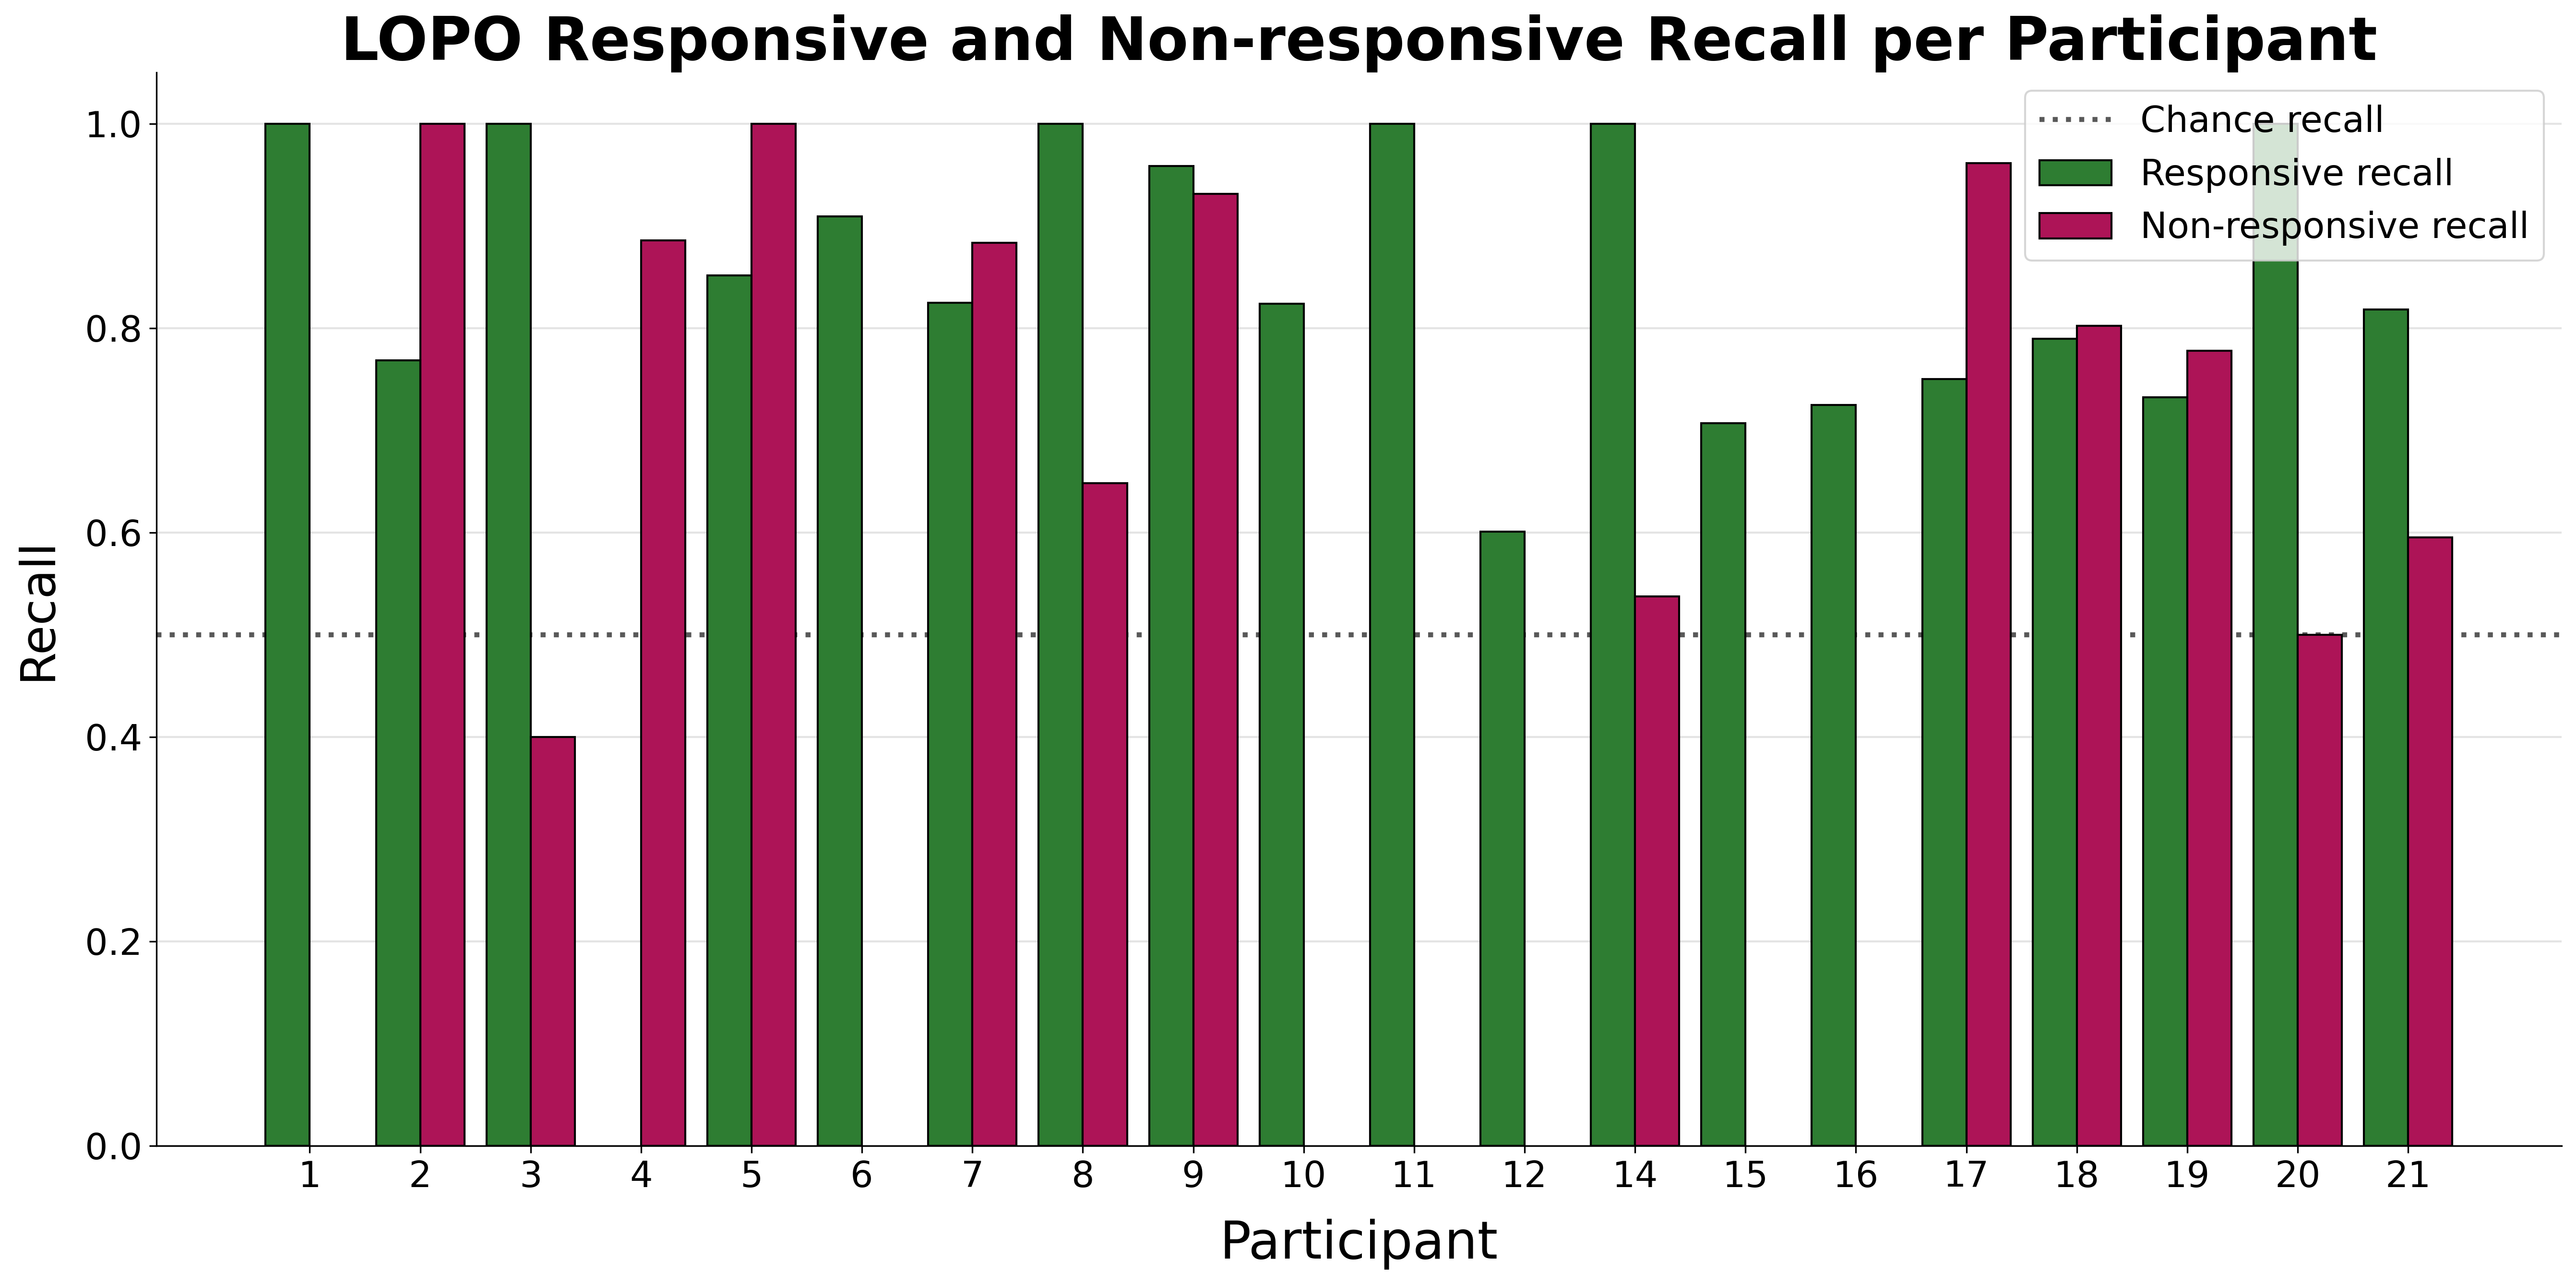 LOPO Responsive and Non-responsive Recall per Participant
Chance recall
Responsive recall
Non-responsive recall
Recall
1.0
0.8
0.6
0.4
0.2
0.0
1 2 3 4 5 6 7 8 9 10 11 12 14 15 16 17 18 19 20 21
Participant